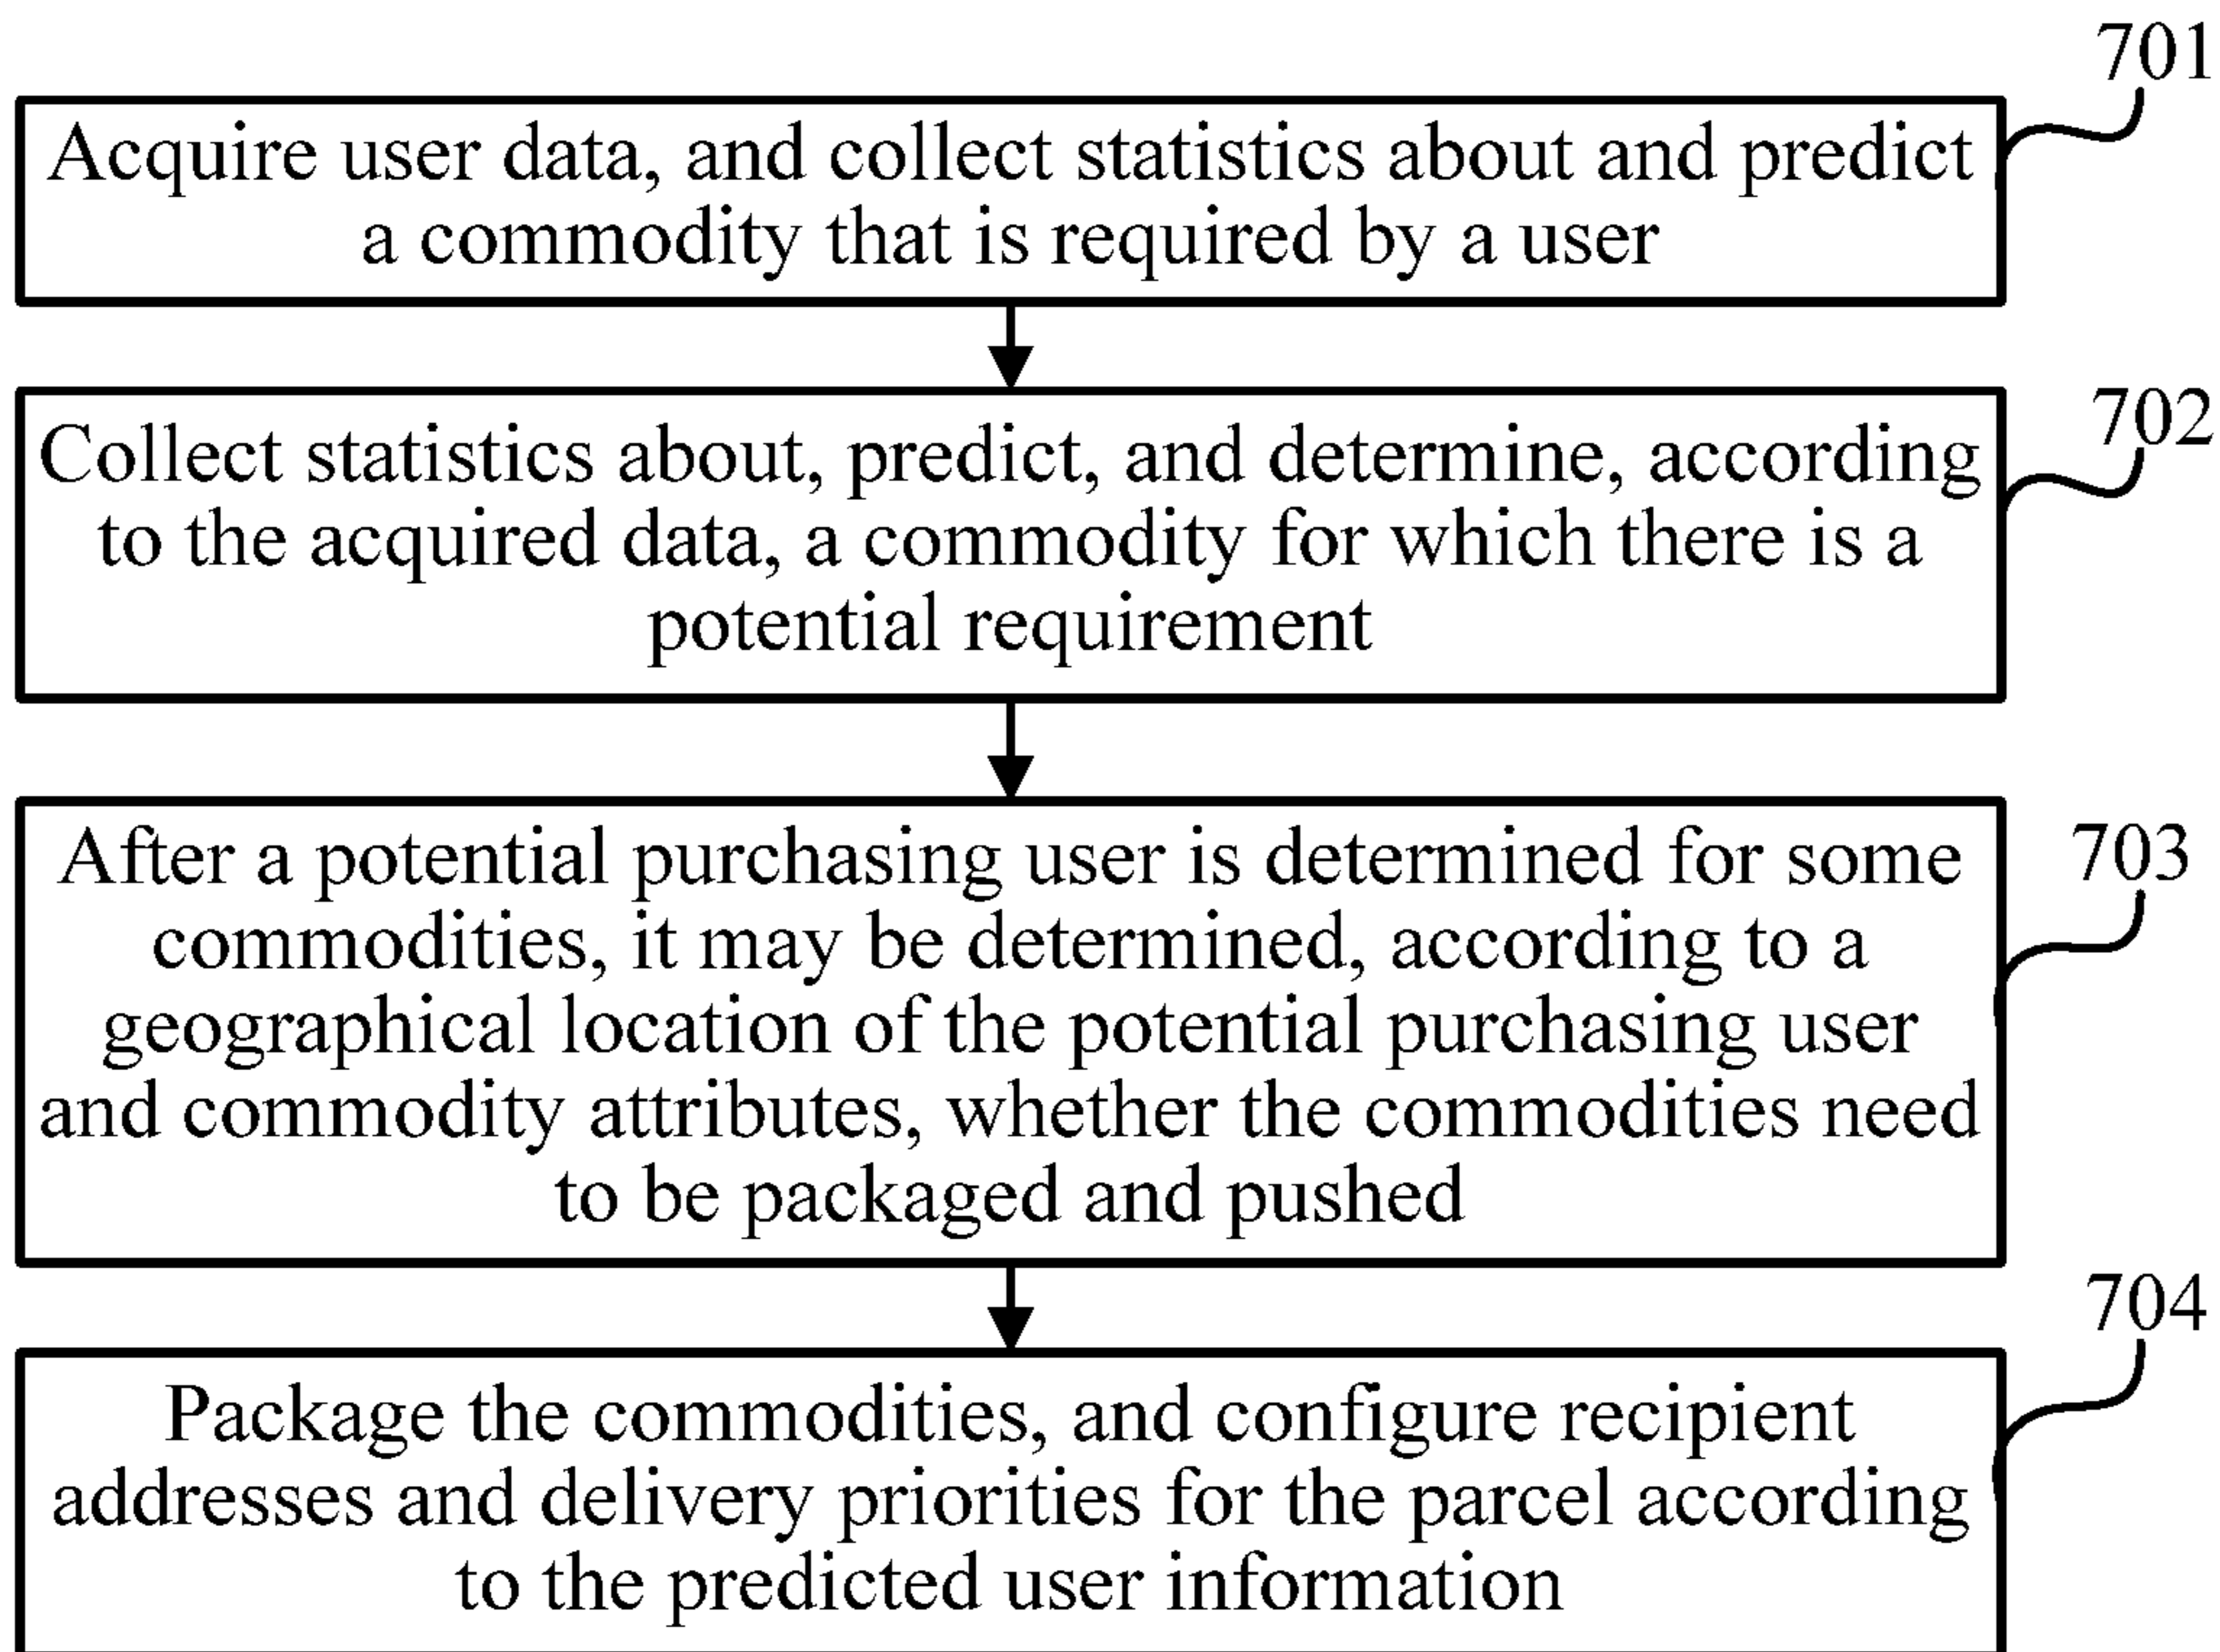 701
Acquire user data, and collect statistics about and predict
a commodity that is required by a user
702
Collect statistics about, predict, and determine, according
to the acquired data, a commodity for which there is a
potential requirement
703
After a potential purchasing user is determined for some
commodities, it may be determined, according to a
geographical location of the potential purchasing user
and commodity attributes, whether the commodities need
to be packaged and pushed
704
Package the commodities, and configure recipient
addresses and delivery priorities for the parcel according
to the predicted user information